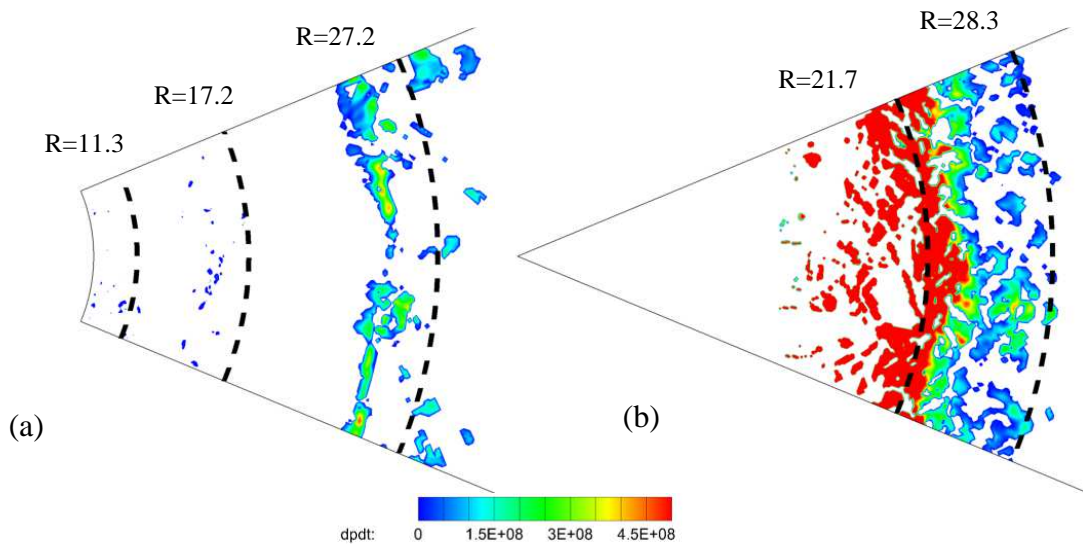 R=27.2
R=17.2
R=11.3
(a)
R=28.3
R=21.7
(b)
dpdt: 0 1.5E+08 3E+08 4.5E+08